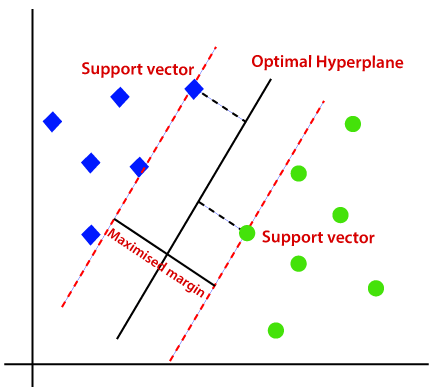 Optimal Hyperplane
Support vector
Support vector
Maximised margin